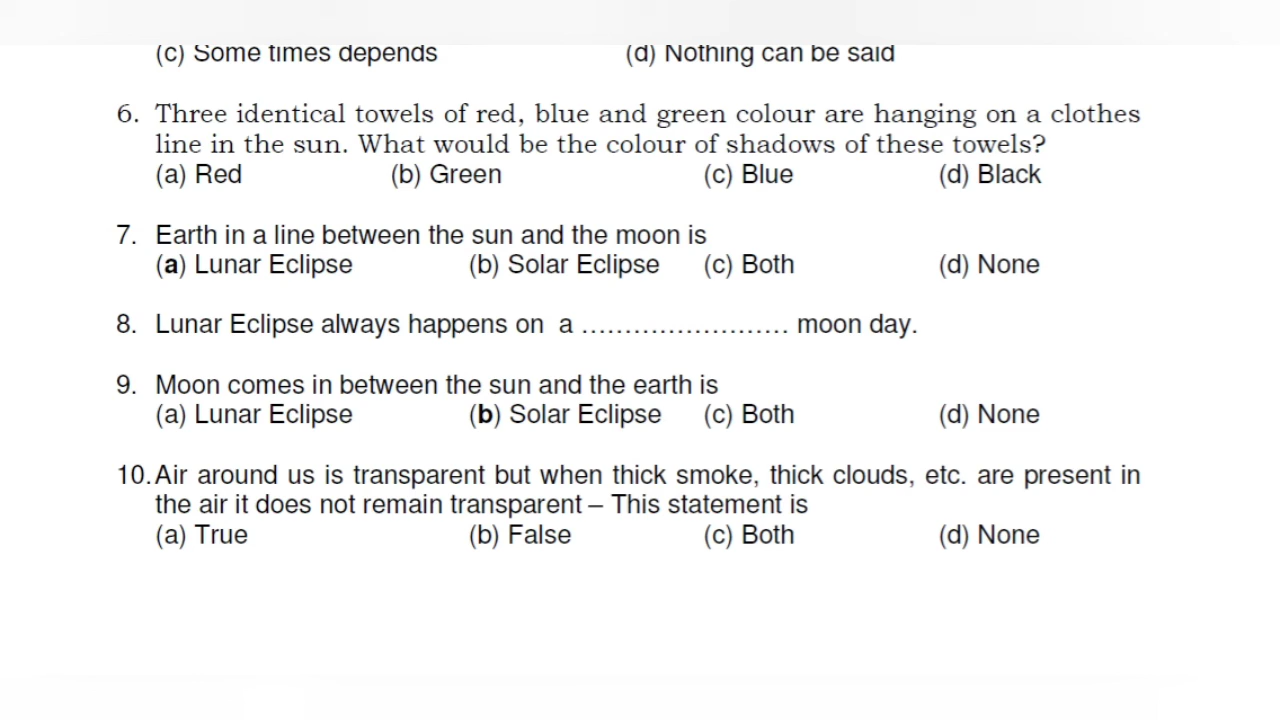 (c) Some times depends (d) Nothing can be said
6. Three identical towels of red, blue and green colour are hanging on a clothes
line in the sun. What would be the colour of shadows of these towels?
(a) Red (b) Green (c) Blue (d) Black
7. Earth in a line between the sun and the moon is
(a) Lunar Eclipse (b) Solar Eclipse (c) Both (d) None
8. Lunar Eclipse always happens on a ........................ moon day.
9. Moon comes in between the sun and the earth is
(a) Lunar Eclipse (b) Solar Eclipse (c) Both (d) None
10. Air around us is transparent but when thick smoke, thick clouds, etc. are present in
the air it does not remain transparent – This statement is
(a) True (b) False (c) Both (d) None